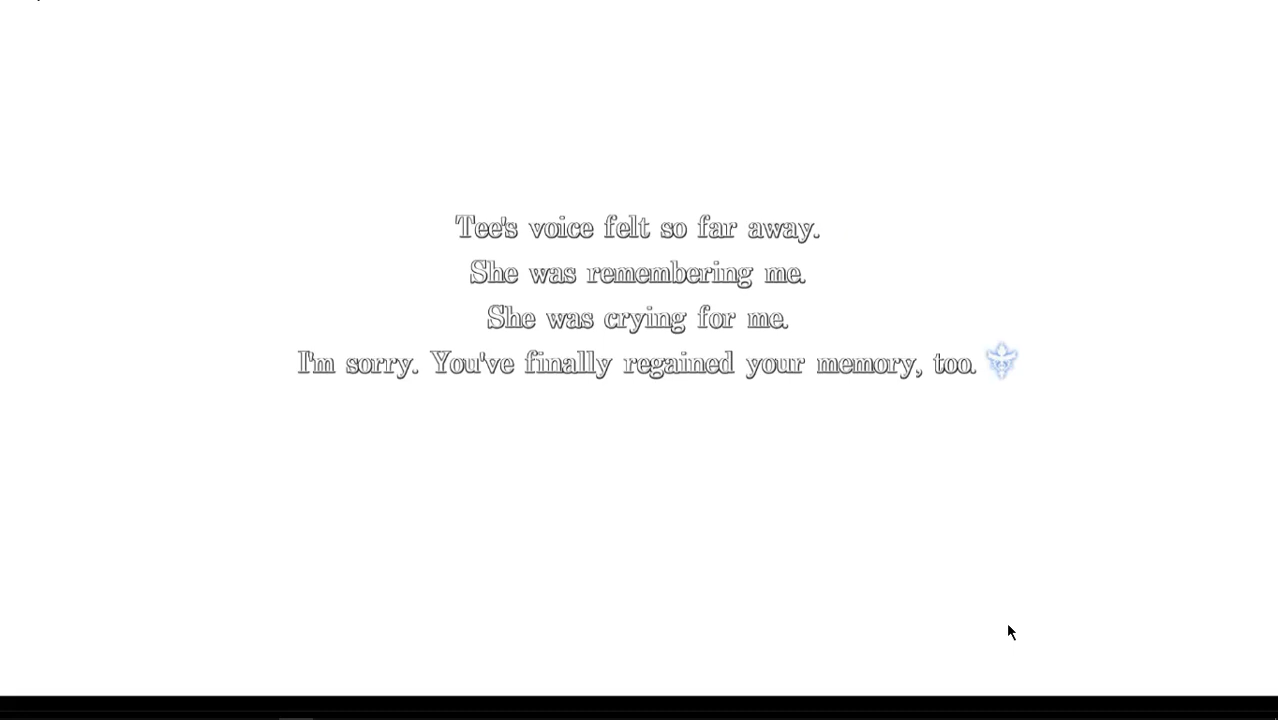 Tee's voice felt so far away.
She was remembering me.
She was crying for me.
I'm sorry. You've finally regained your memory, too.